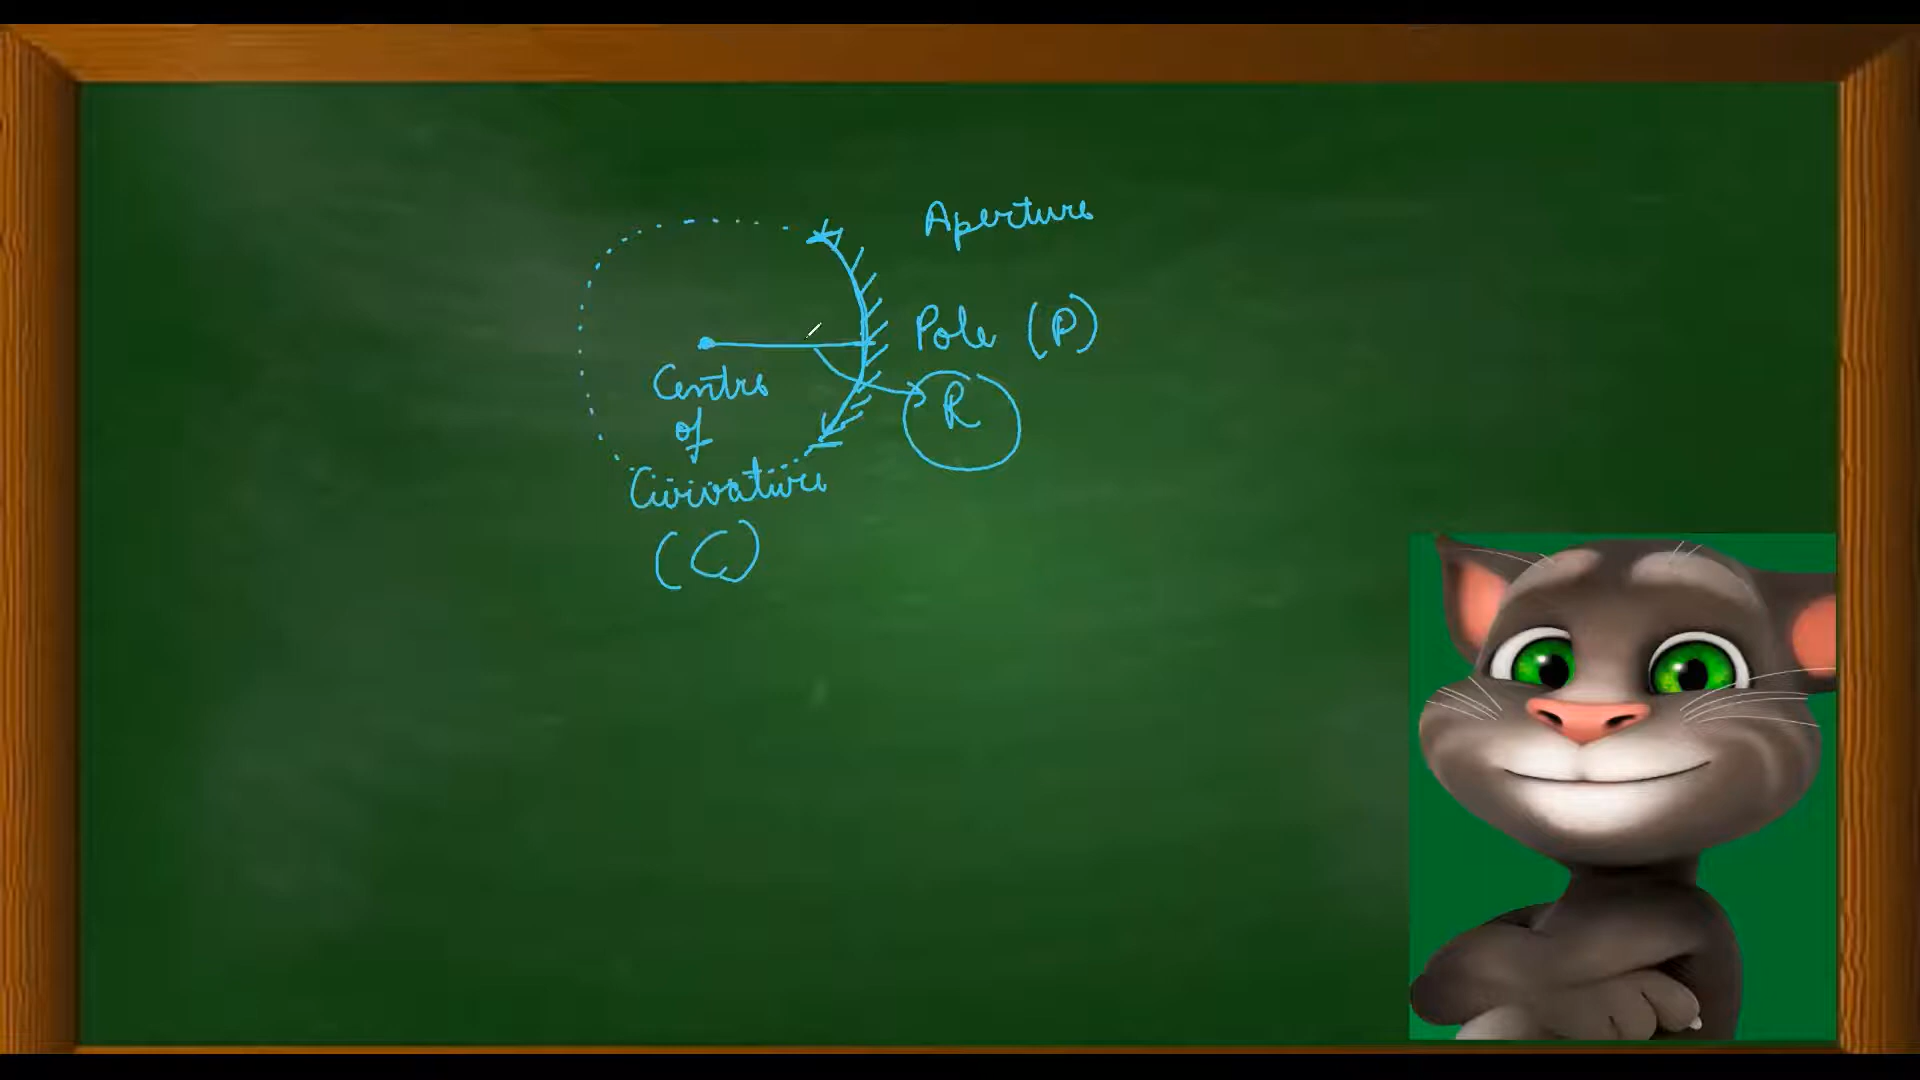 Aperture
Pole (P)
R
Centre
of
Curvature
(C)